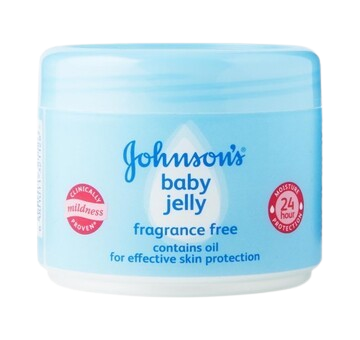 Johnson's
baby
jelly
fragrance free
contains oil
for effective skin protection
CLINICALLY
mildness
PROVEN
MOISTURE
24
hour
PROTECTION